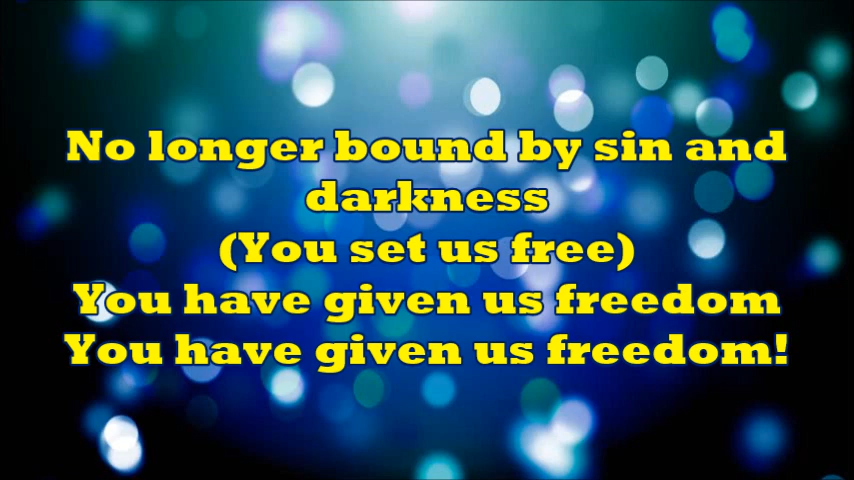 No longer bound by sin and
darkness
(You set us free)
You have given us freedom
You have given us freedom!